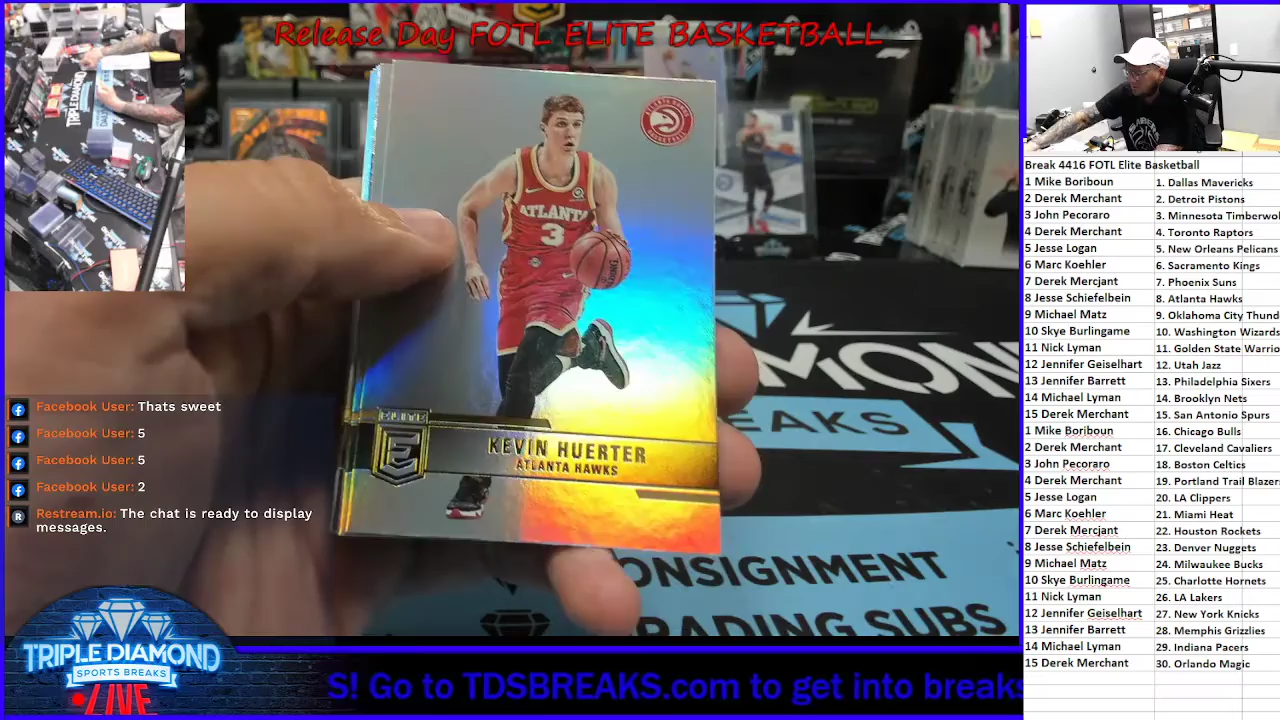 Release Day FOTL ELITE BASKETBALL
ATLANTA
3
SPALDING
ELITE
E
KEVIN HUERTER
ATLANTA HAWKS
MOND
BREAKS
CONSIGNMENT
TRADING SUBS
Facebook User: Thats sweet
Facebook User: 5
Facebook User: 5
Facebook User: 2
Restream.io: The chat is ready to display
messages.
TRIPLE DIAMOND
SPORTS BREAKS
LIVE
S! Go to TDSBREAKS.com to get into breaks
Break 4416 FOTL Elite Basketball
1 Mike Boriboun 1. Dallas Mavericks
2 Derek Merchant 2. Detroit Pistons
3 John Pecoraro 3. Minnesota Timberwol
4 Derek Merchant 4. Toronto Raptors
5 Jesse Logan 5. New Orleans Pelicans
6 Marc Koehler 6. Sacramento Kings
7 Derek Mercjant 7. Phoenix Suns
8 Jesse Schiefelbein 8. Atlanta Hawks
9 Michael Matz 9. Oklahoma City Thund
10 Skye Burlingame 10. Washington Wizards
11 Nick Lyman 11. Golden State Warrio
12 Jennifer Geiselhart 12. Utah Jazz
13 Jennifer Barrett 13. Philadelphia Sixers
14 Michael Lyman 14. Brooklyn Nets
15 Derek Merchant 15. San Antonio Spurs
1 Mike Boriboun 16. Chicago Bulls
2 Derek Merchant 17. Cleveland Cavaliers
3 John Pecoraro 18. Boston Celtics
4 Derek Merchant 19. Portland Trail Blazer
5 Jesse Logan 20. LA Clippers
6 Marc Koehler 21. Miami Heat
7 Derek Mercjant 22. Houston Rockets
8 Jesse Schiefelbein 23. Denver Nuggets
9 Michael Matz 24. Milwaukee Bucks
10 Skye Burlingame 25. Charlotte Hornets
11 Nick Lyman 26. LA Lakers
12 Jennifer Geiselhart 27. New York Knicks
13 Jennifer Barrett 28. Memphis Grizzlies
14 Michael Lyman 29. Indiana Pacers
15 Derek Merchant 30. Orlando Magic